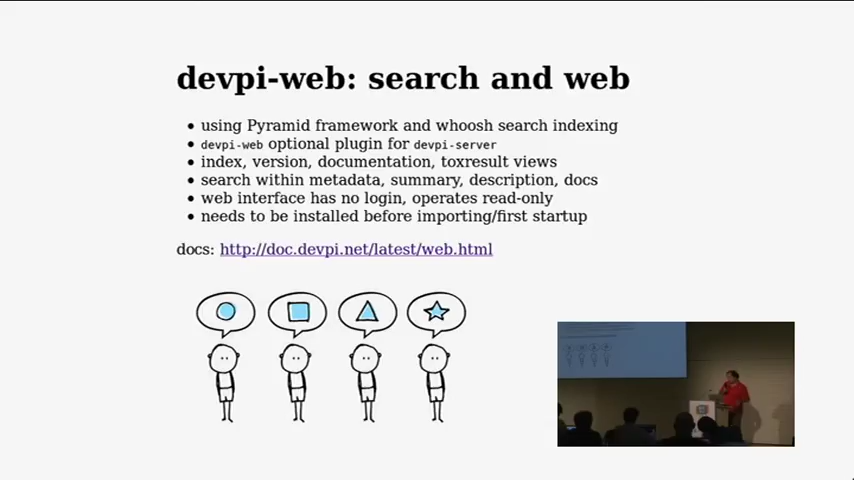 devpi-web: search and web
using Pyramid framework and whoosh search indexing
devpi-web optional plugin for devpi-server
index, version, documentation, toxresult views
search within metadata, summary, description, docs
web interface has no login, operates read-only
needs to be installed before importing/first startup
docs: http://doc.devpi.net/latest/web.html